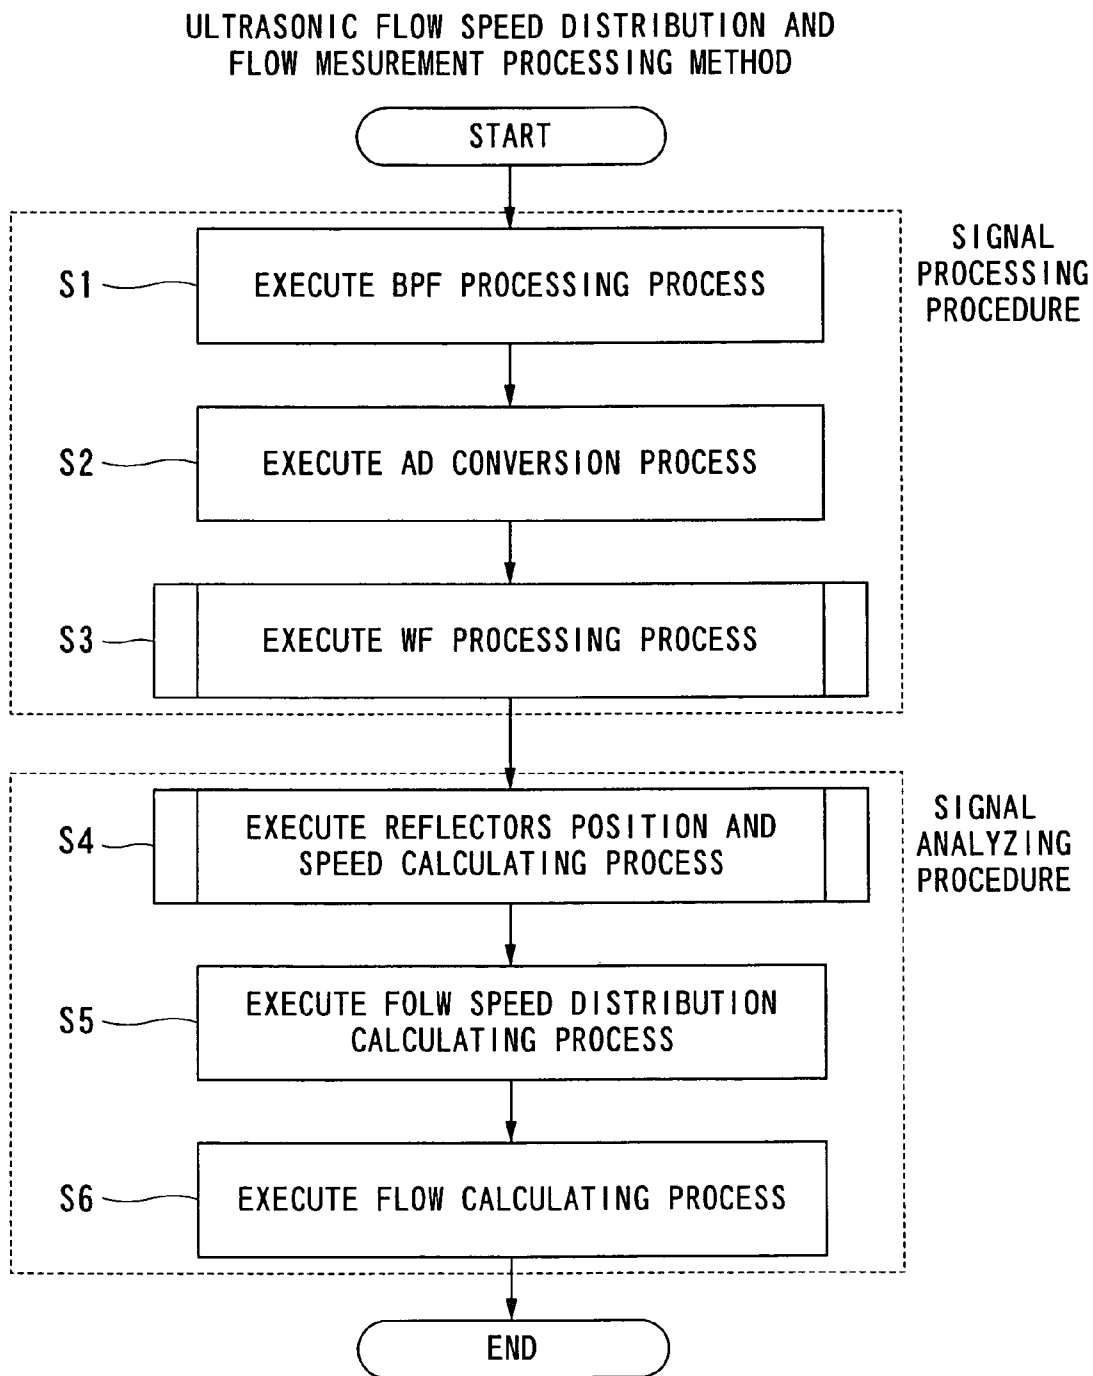 ULTRASONIC FLOW SPEED DISTRIBUTION AND
FLOW MESUREMENT PROCESSING METHOD
START
SIGNAL
PROCESSING
PROCEDURE
S1
EXECUTE BPF PROCESSING PROCESS
S2
EXECUTE AD CONVERSION PROCESS
S3
EXECUTE WF PROCESSING PROCESS
SIGNAL
ANALYZING
PROCEDURE
S4
EXECUTE REFLECTORS POSITION AND
SPEED CALCULATING PROCESS
S5
EXECUTE FOLW SPEED DISTRIBUTION
CALCULATING PROCESS
S6
EXECUTE FLOW CALCULATING PROCESS
END